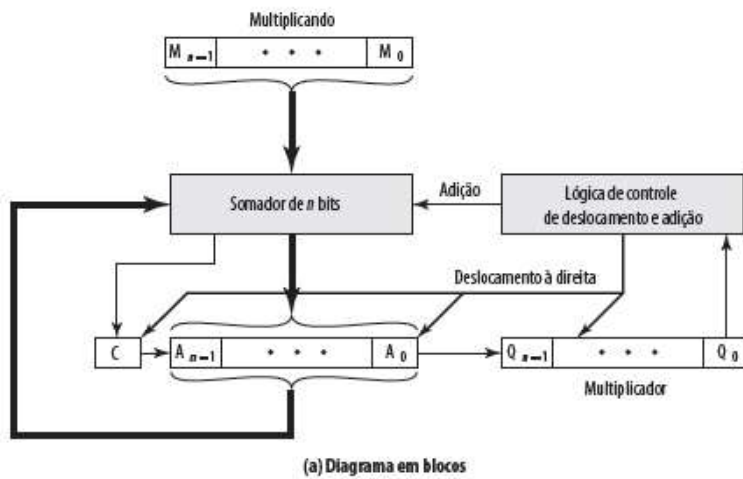 Multiplicando
M n–1 • • • M 0
Somador de n bits
Adição
Lógica de controle
de deslocamento e adição
Deslocamento à direita
C
A n–1 • • • A 0
Q n–1 • • • Q 0
Multiplicador
(a) Diagrama em blocos